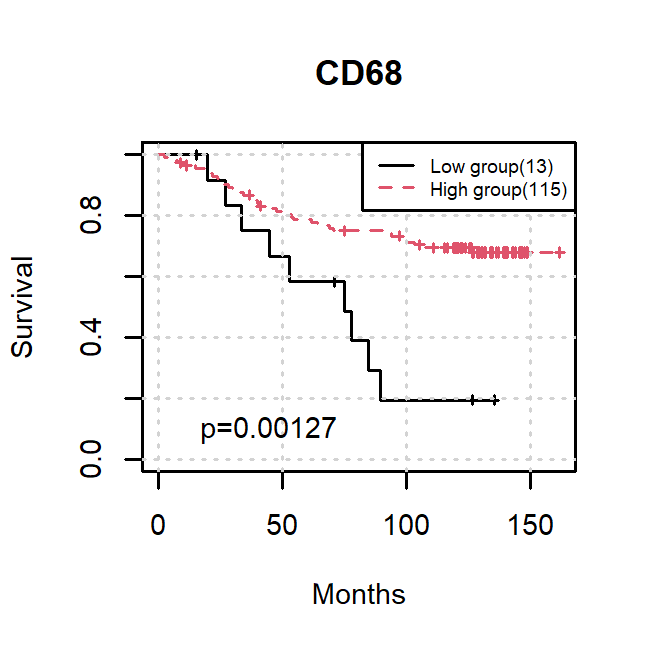 CD68
Low group(13)
High group(115)
Survival
0.8
0.4
0.0
p=0.00127
0 50 100 150
Months